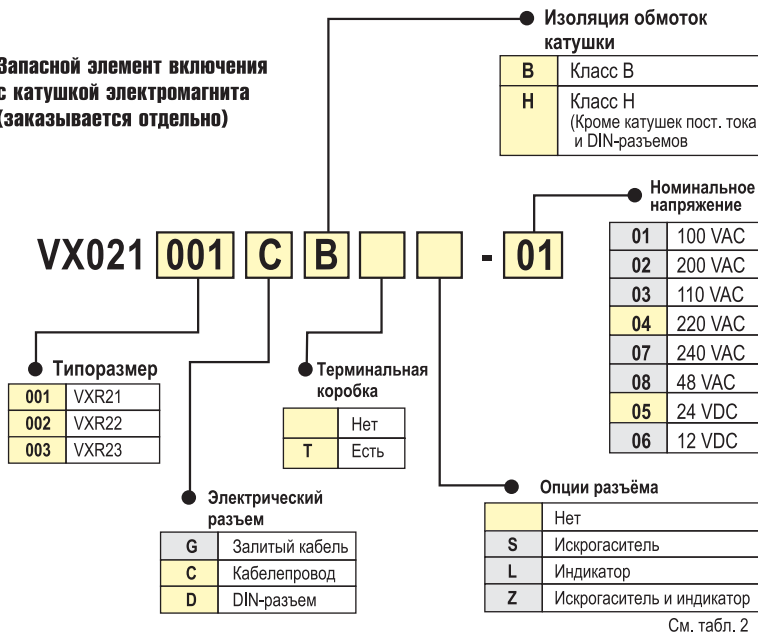 Запасной элемент включения
с катушкой электромагнита
(заказывается отдельно)
Изоляция обмоток
катушки
B Класс B
H Класс H
(Кроме катушек пост. тока
и DIN-разъемов
Номинальное
напряжение
01 100 VAC
02 200 VAC
03 110 VAC
04 220 VAC
07 240 VAC
08 48 VAC
05 24 VDC
06 12 VDC
VX021 001 C B - 01
Типоразмер
001 VXR21
002 VXR22
003 VXR23
Терминальная
коробка
Нет
T Есть
Электрический
разъем
G Залитый кабель
C Кабелепровод
D DIN-разъем
Опции разъёма
Нет
S Искрогаситель
L Индикатор
Z Искрогаситель и индикатор
См. табл. 2